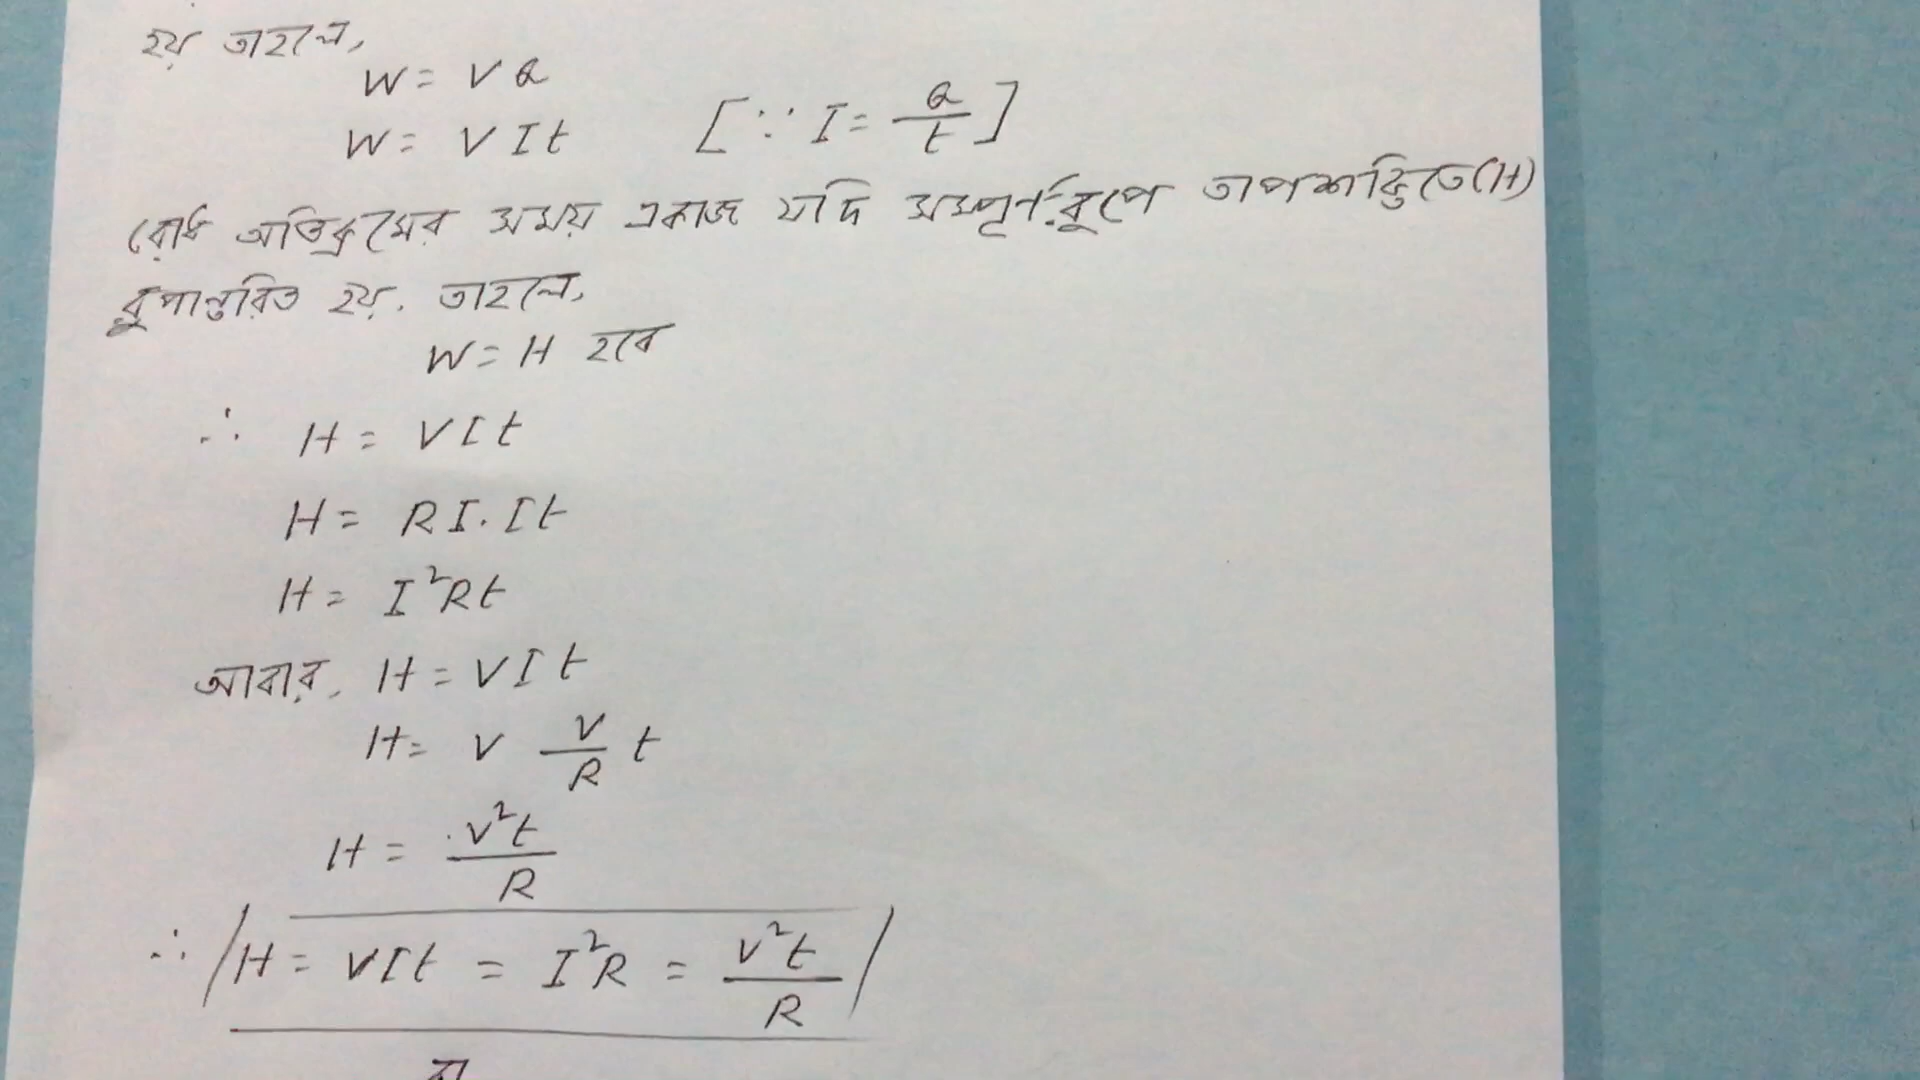 হয় তাহলে,
W = VQ
W = VIt [∵ I = Q/t]
রোধ অতিক্রমের সময় একাজ যদি সম্পূর্ণরূপে তাপশক্তিতে (H)
রূপান্তরিত হয়. তাহলে,
W = H হবে
∴ H = VIt
H = RI.It
H = I²Rt
আবার, H = VIt
H = V V/R t
H = V²t/R
∴ H = VIt = I²R = V²t/R